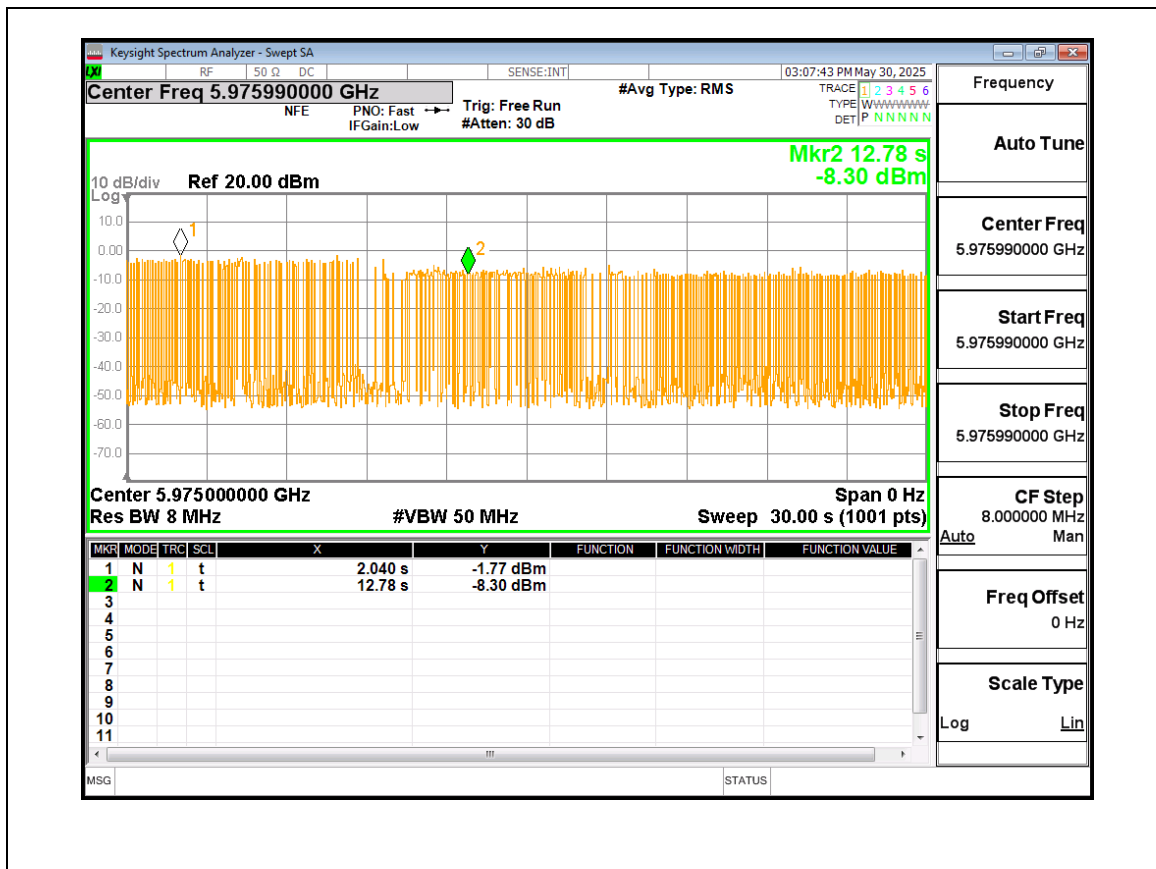 Keysight Spectrum Analyzer - Swept SA
LXI RF 50 Ω DC SENSE:INT 03:07:43 PM May 30, 2025
Center Freq 5.975990000 GHz #Avg Type: RMS TRACE 1 2 3 4 5 6
NFE PNO: Fast Trig: Free Run TYPE WWWWWWW
IFGain:Low #Atten: 30 dB DET P N N N N N
Mkr2 12.78 s
-8.30 dBm
10 dB/div Ref 20.00 dBm
Log
10.0
0.00
-10.0
-20.0
-30.0
-40.0
-50.0
-60.0
-70.0
1
2
Center 5.975000000 GHz Span 0 Hz
Res BW 8 MHz #VBW 50 MHz Sweep 30.00 s (1001 pts)
MKR MODE TRC SCL X Y FUNCTION FUNCTION WIDTH FUNCTION VALUE
1 N 1 t 2.040 s -1.77 dBm
2 N 1 t 12.78 s -8.30 dBm
3
4
5
6
7
8
9
10
11
MSG STATUS
Frequency
Auto Tune
Center Freq
5.975990000 GHz
Start Freq
5.975990000 GHz
Stop Freq
5.975990000 GHz
CF Step
8.000000 MHz
Auto Man
Freq Offset
0 Hz
Scale Type
Log Lin